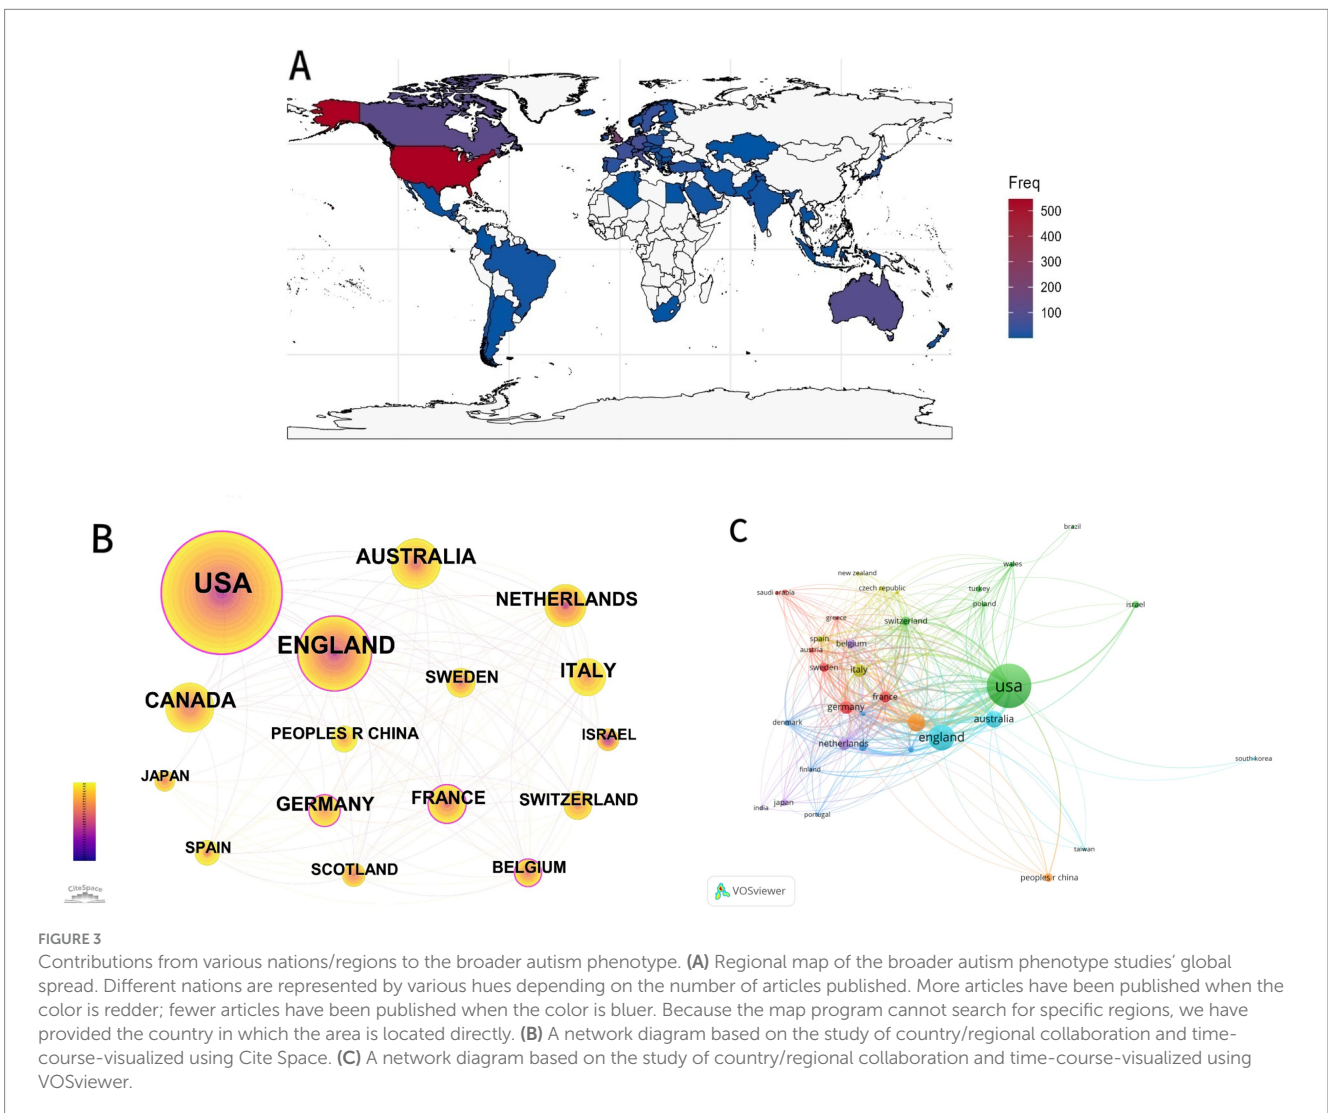 A
Freq
500
400
300
200
100
B
USA
AUSTRALIA
NETHERLANDS
ENGLAND
SWEDEN
ITALY
CANADA
PEOPLES R CHINA
ISRAEL
JAPAN
GERMANY
FRANCE
SWITZERLAND
SPAIN
SCOTLAND
BELGIUM
CiteSpace
C
brazil
wales
new zealand
czech republic
turkey
saudi arabia
poland
israel
greece
switzerland
spain
belgium
austria
sweden
italy
usa
france
germany
australia
denmark
england
netherlands
south korea
finland
japan
india
portugal
taiwan
peoples r china
VOSviewer
FIGURE 3
Contributions from various nations/regions to the broader autism phenotype. (A) Regional map of the broader autism phenotype studies’ global
spread. Different nations are represented by various hues depending on the number of articles published. More articles have been published when the
color is redder; fewer articles have been published when the color is bluer. Because the map program cannot search for specific regions, we have
provided the country in which the area is located directly. (B) A network diagram based on the study of country/regional collaboration and time-
course-visualized using Cite Space. (C) A network diagram based on the study of country/regional collaboration and time-course-visualized using
VOSviewer.